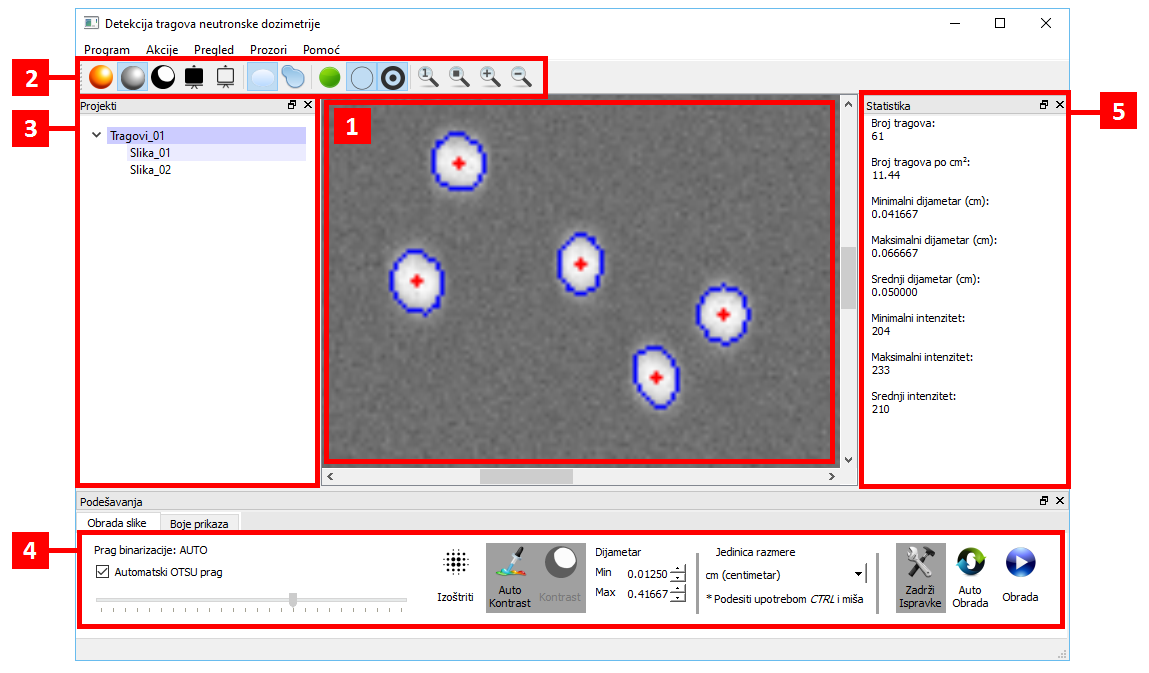 Detekcija tragova neutronske dozimetrije
Program Akcije Pregled Prozori Pomoć
2
1
3
Projekti
Tragovi_01
Slika_01
Slika_02
1
5
Statistika
Broj tragova:
61
Broj tragova po cm²:
11.44
Minimalni dijametar (cm):
0.041667
Maksimalni dijametar (cm):
0.066667
Srednji dijametar (cm):
0.050000
Minimalni intenzitet:
204
Maksimalni intenzitet:
233
Srednji intenzitet:
210
Podešavanja
Obrada slike Boje prikaza
4
Prag binarizacije: AUTO
Automatski OTSU prag
Izoštriti
Auto Kontrast
Kontrast
Dijametar
Min 0.01250
Max 0.41667
Jedinica razmere
cm (centimetar)
* Podesiti upotrebom CTRL i miša
Zadrži Ispravke
Auto Obrada
Obrada